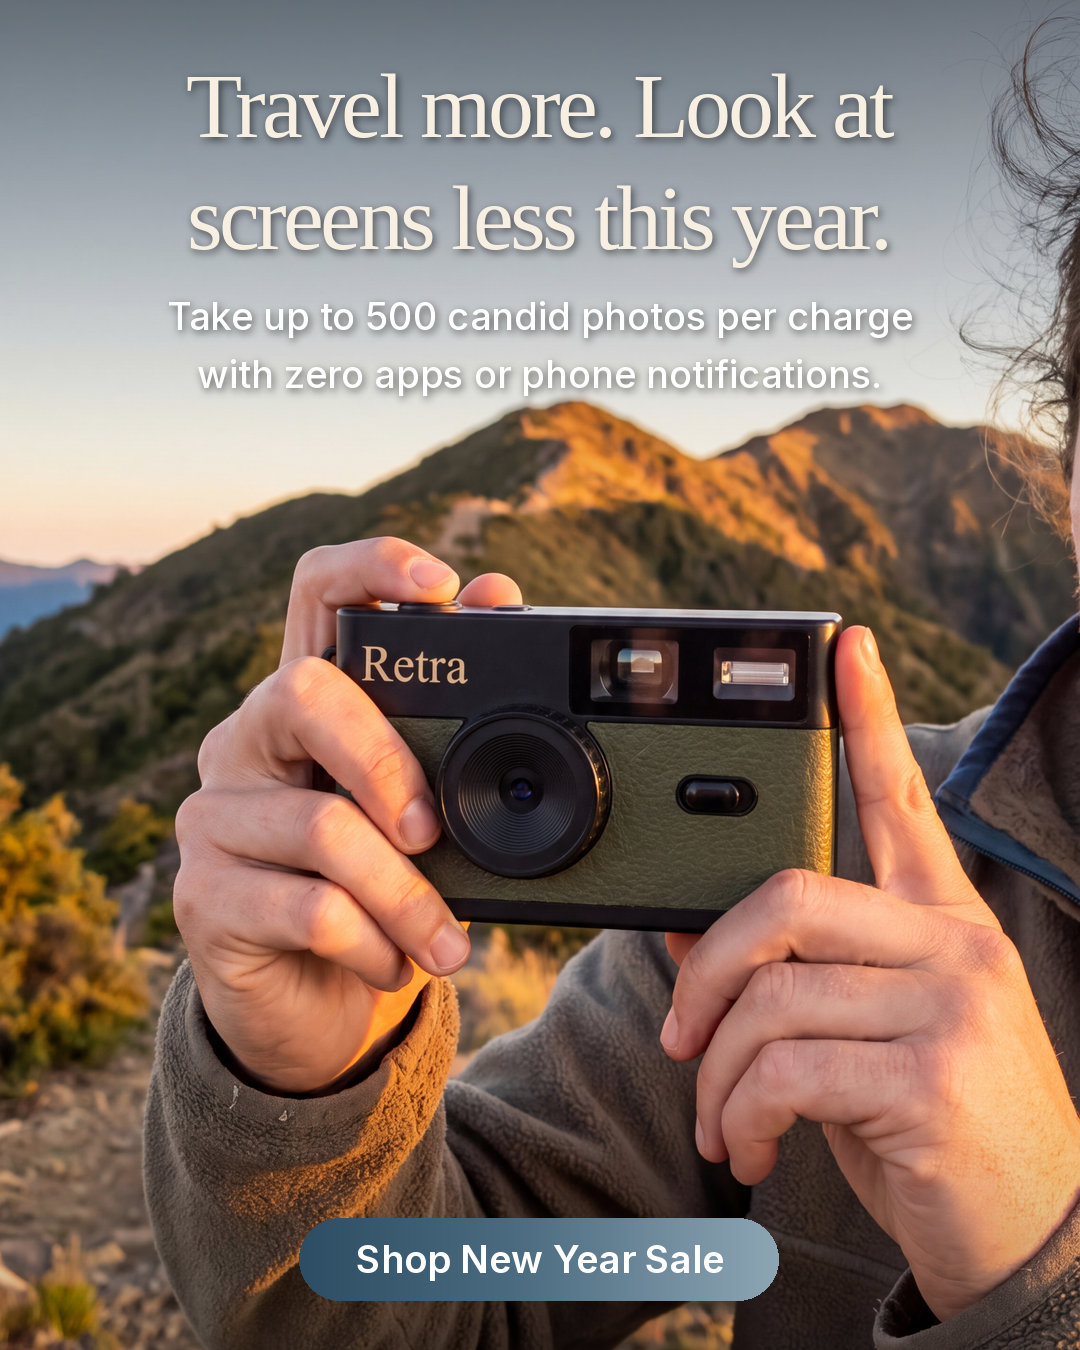 Travel more. Look at
screens less this year.
Take up to 500 candid photos per charge
with zero apps or phone notifications.
Retra
Shop New Year Sale